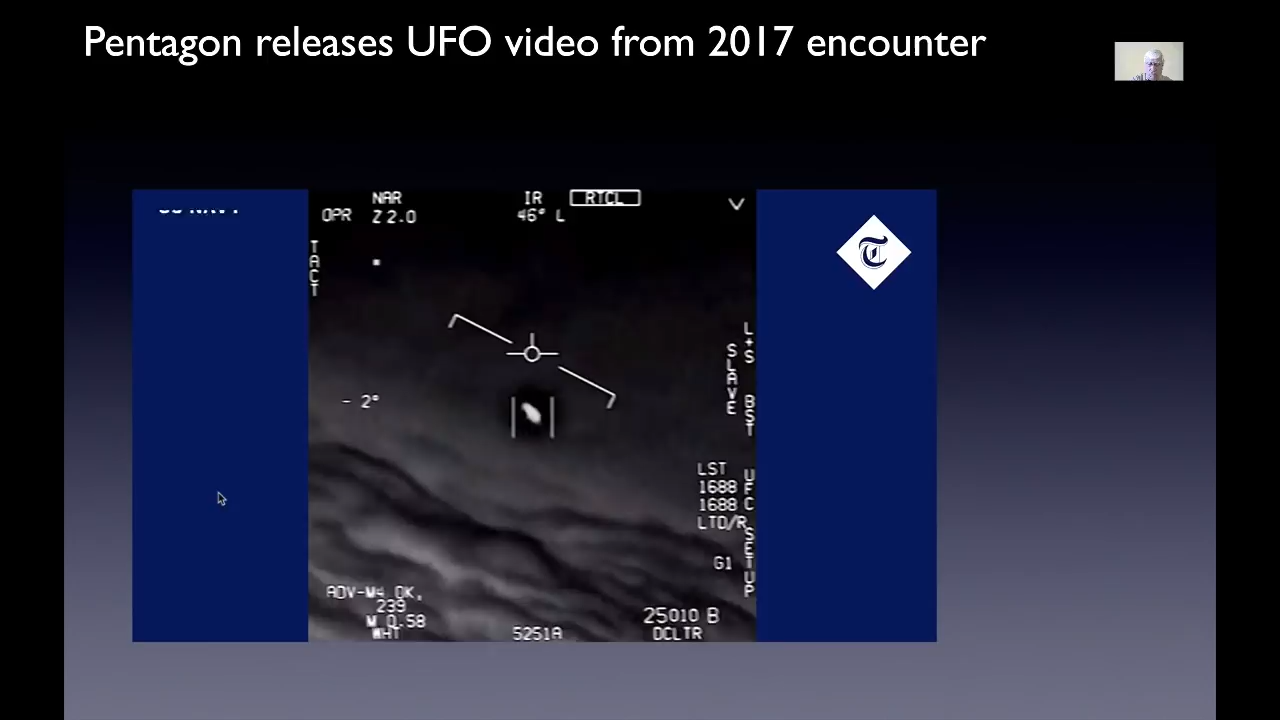 Pentagon releases UFO video from 2017 encounter
NAR
IR
RTCL
OPR
Z 2.0
46° L
TACT
- 2°
L+S
SLAVE
BST
LST
1688
1688
LTD/R
UFC
SETUP
G1
239
M 0.58
WHT
5251A
25010 B
DCLTR
T